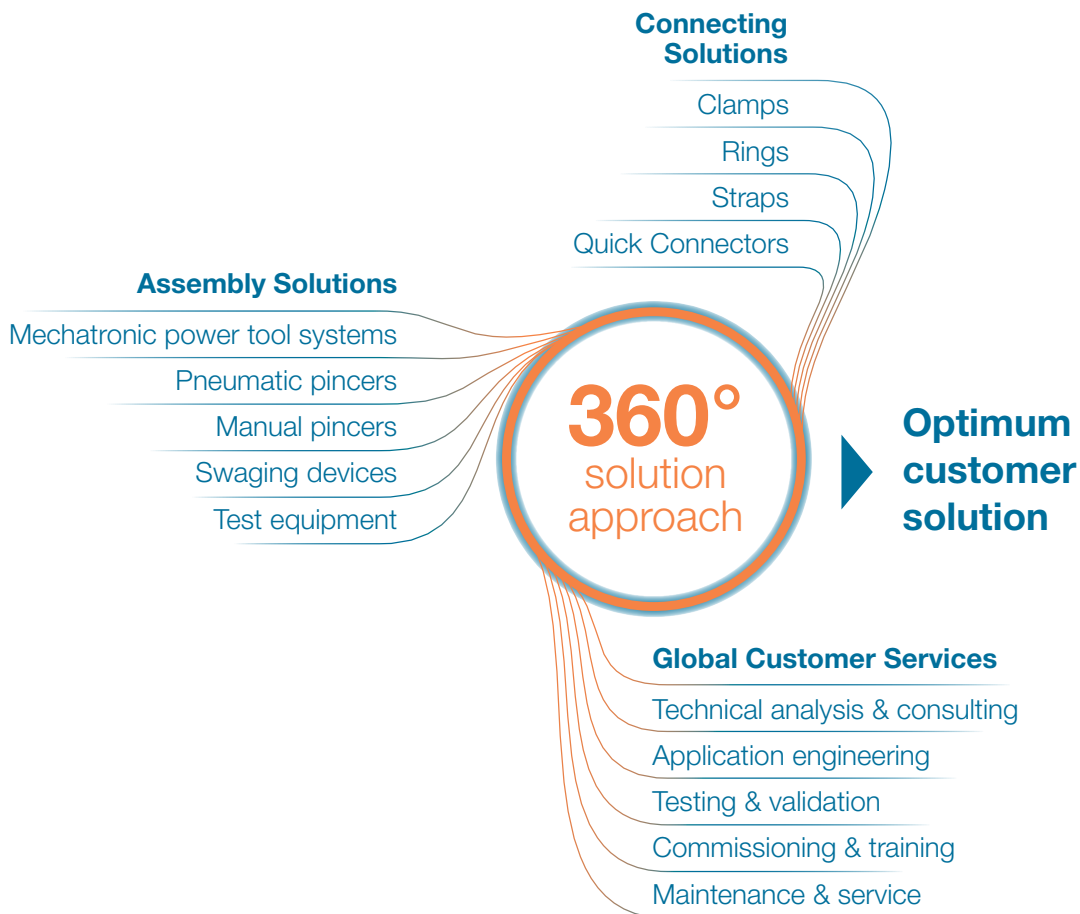 Connecting
Solutions
Clamps
Rings
Straps
Quick Connectors
Assembly Solutions
Mechatronic power tool systems
Pneumatic pincers
Manual pincers
Swaging devices
Test equipment
360°
solution
approach
Optimum
customer
solution
Global Customer Services
Technical analysis & consulting
Application engineering
Testing & validation
Commissioning & training
Maintenance & service